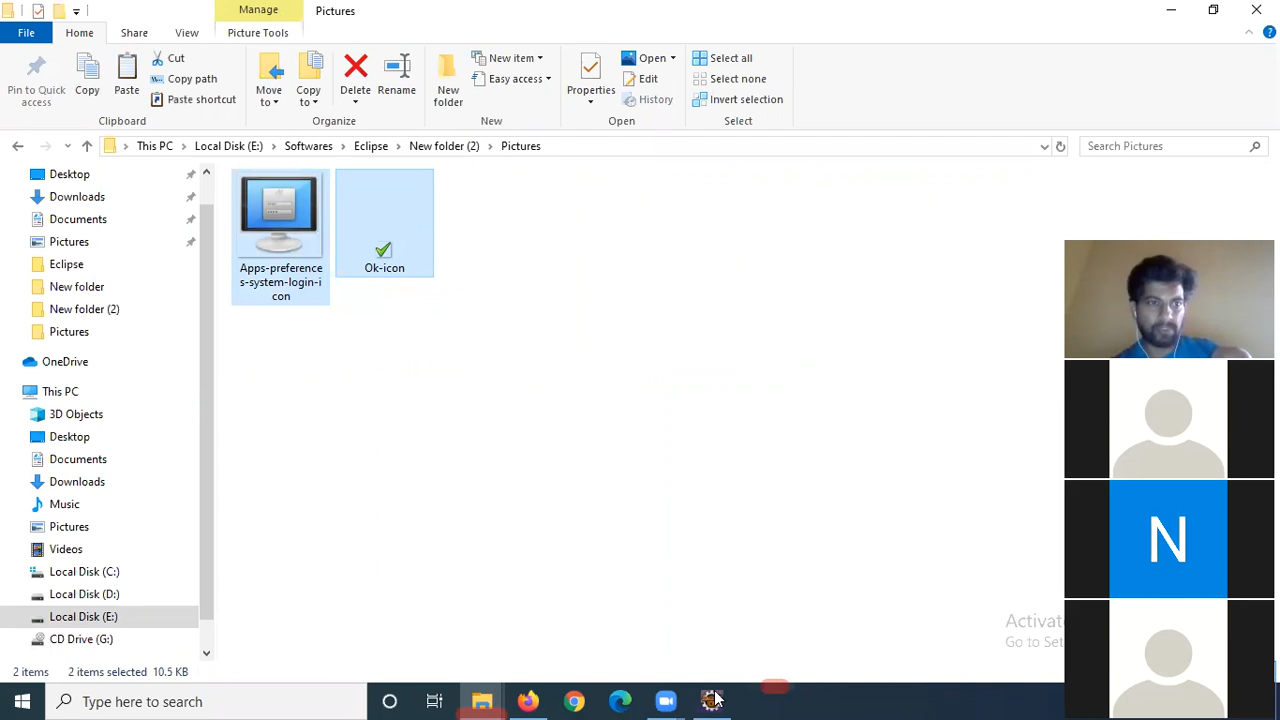 Manage
Pictures
File
Home
Share
View
Picture Tools
Pin to Quick access
Copy
Paste
Cut
Copy path
Paste shortcut
Clipboard
Move to
Copy to
Delete
Rename
Organize
New folder
New item
Easy access
New
Properties
Open
Edit
History
Open
Select all
Select none
Invert selection
Select
This PC
Local Disk (E:)
Softwares
Eclipse
New folder (2)
Pictures
Search Pictures
Desktop
Downloads
Documents
Pictures
Eclipse
New folder
New folder (2)
Pictures
OneDrive
This PC
3D Objects
Desktop
Documents
Downloads
Music
Pictures
Videos
Local Disk (C:)
Local Disk (D:)
Local Disk (E:)
CD Drive (G:)
Apps-preference
s-system-login-i
con
Ok-icon
N
Activat
Go to Set
2 items
2 items selected 10.5 KB
Type here to search